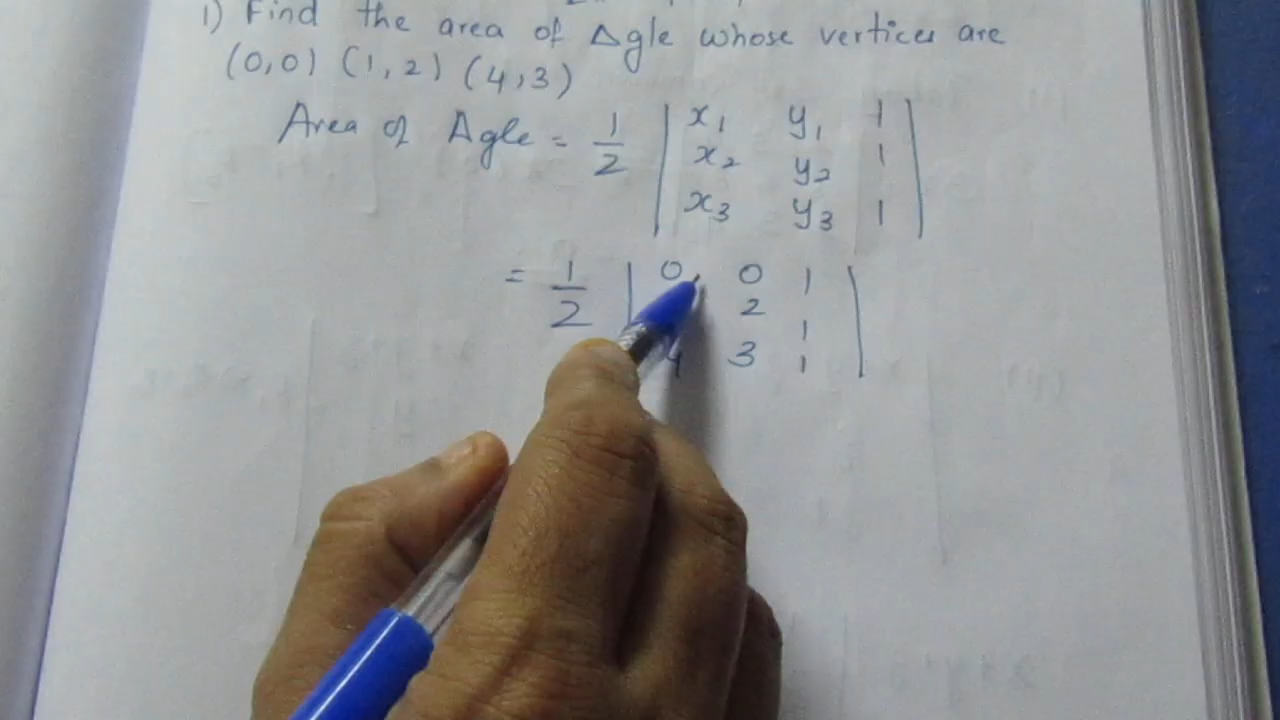 1) Find the area of Δgle whose vertices are
(0,0) (1,2) (4,3)
Area of Δgle = 1/2 | x₁ y₁ 1 |
x₂ y₂ 1
x₃ y₃ 1
= 1/2 | 0 0 1 |
2 1
4 3 1